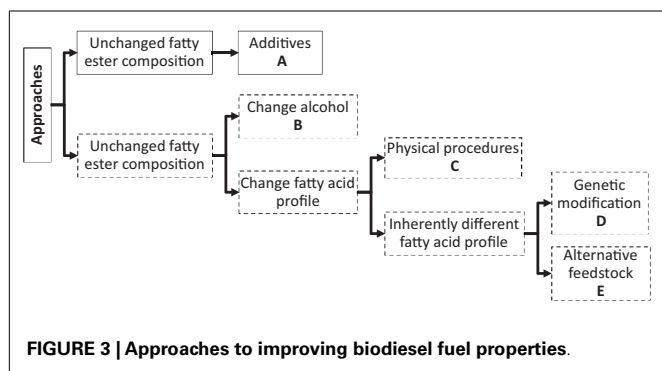 Approaches
Unchanged fatty
ester composition
Additives
A
Unchanged fatty
ester composition
Change alcohol
B
Change fatty acid
profile
Physical procedures
C
Inherently different
fatty acid profile
Genetic
modification
D
Alternative
feedstock
E
FIGURE 3 | Approaches to improving biodiesel fuel properties.